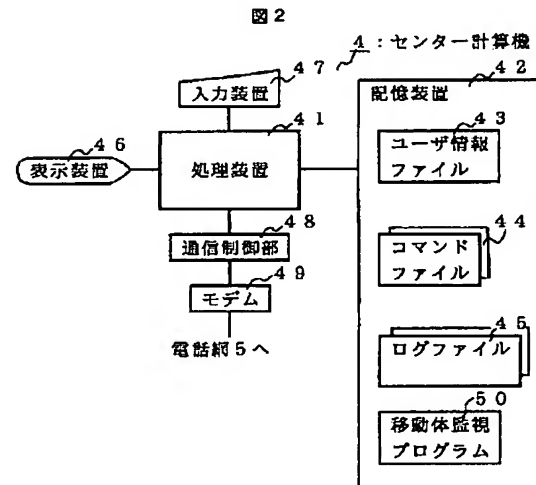 図2
4:センター計算機
47
入力装置
42
記憶装置
41
処理装置
46
表示装置
43
ユーザ情報
ファイル
48
通信制御部
44
コマンド
ファイル
49
モデム
電話網5へ
45
ログファイル
50
移動体監視
プログラム